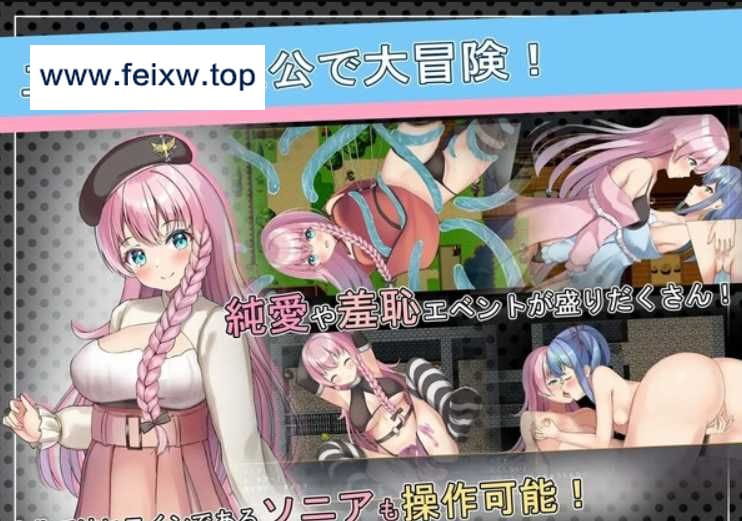 www.feixw.top 公で大冒険！
純愛や羞恥エベントが盛りだくさん！
であるソニアも操作可能！